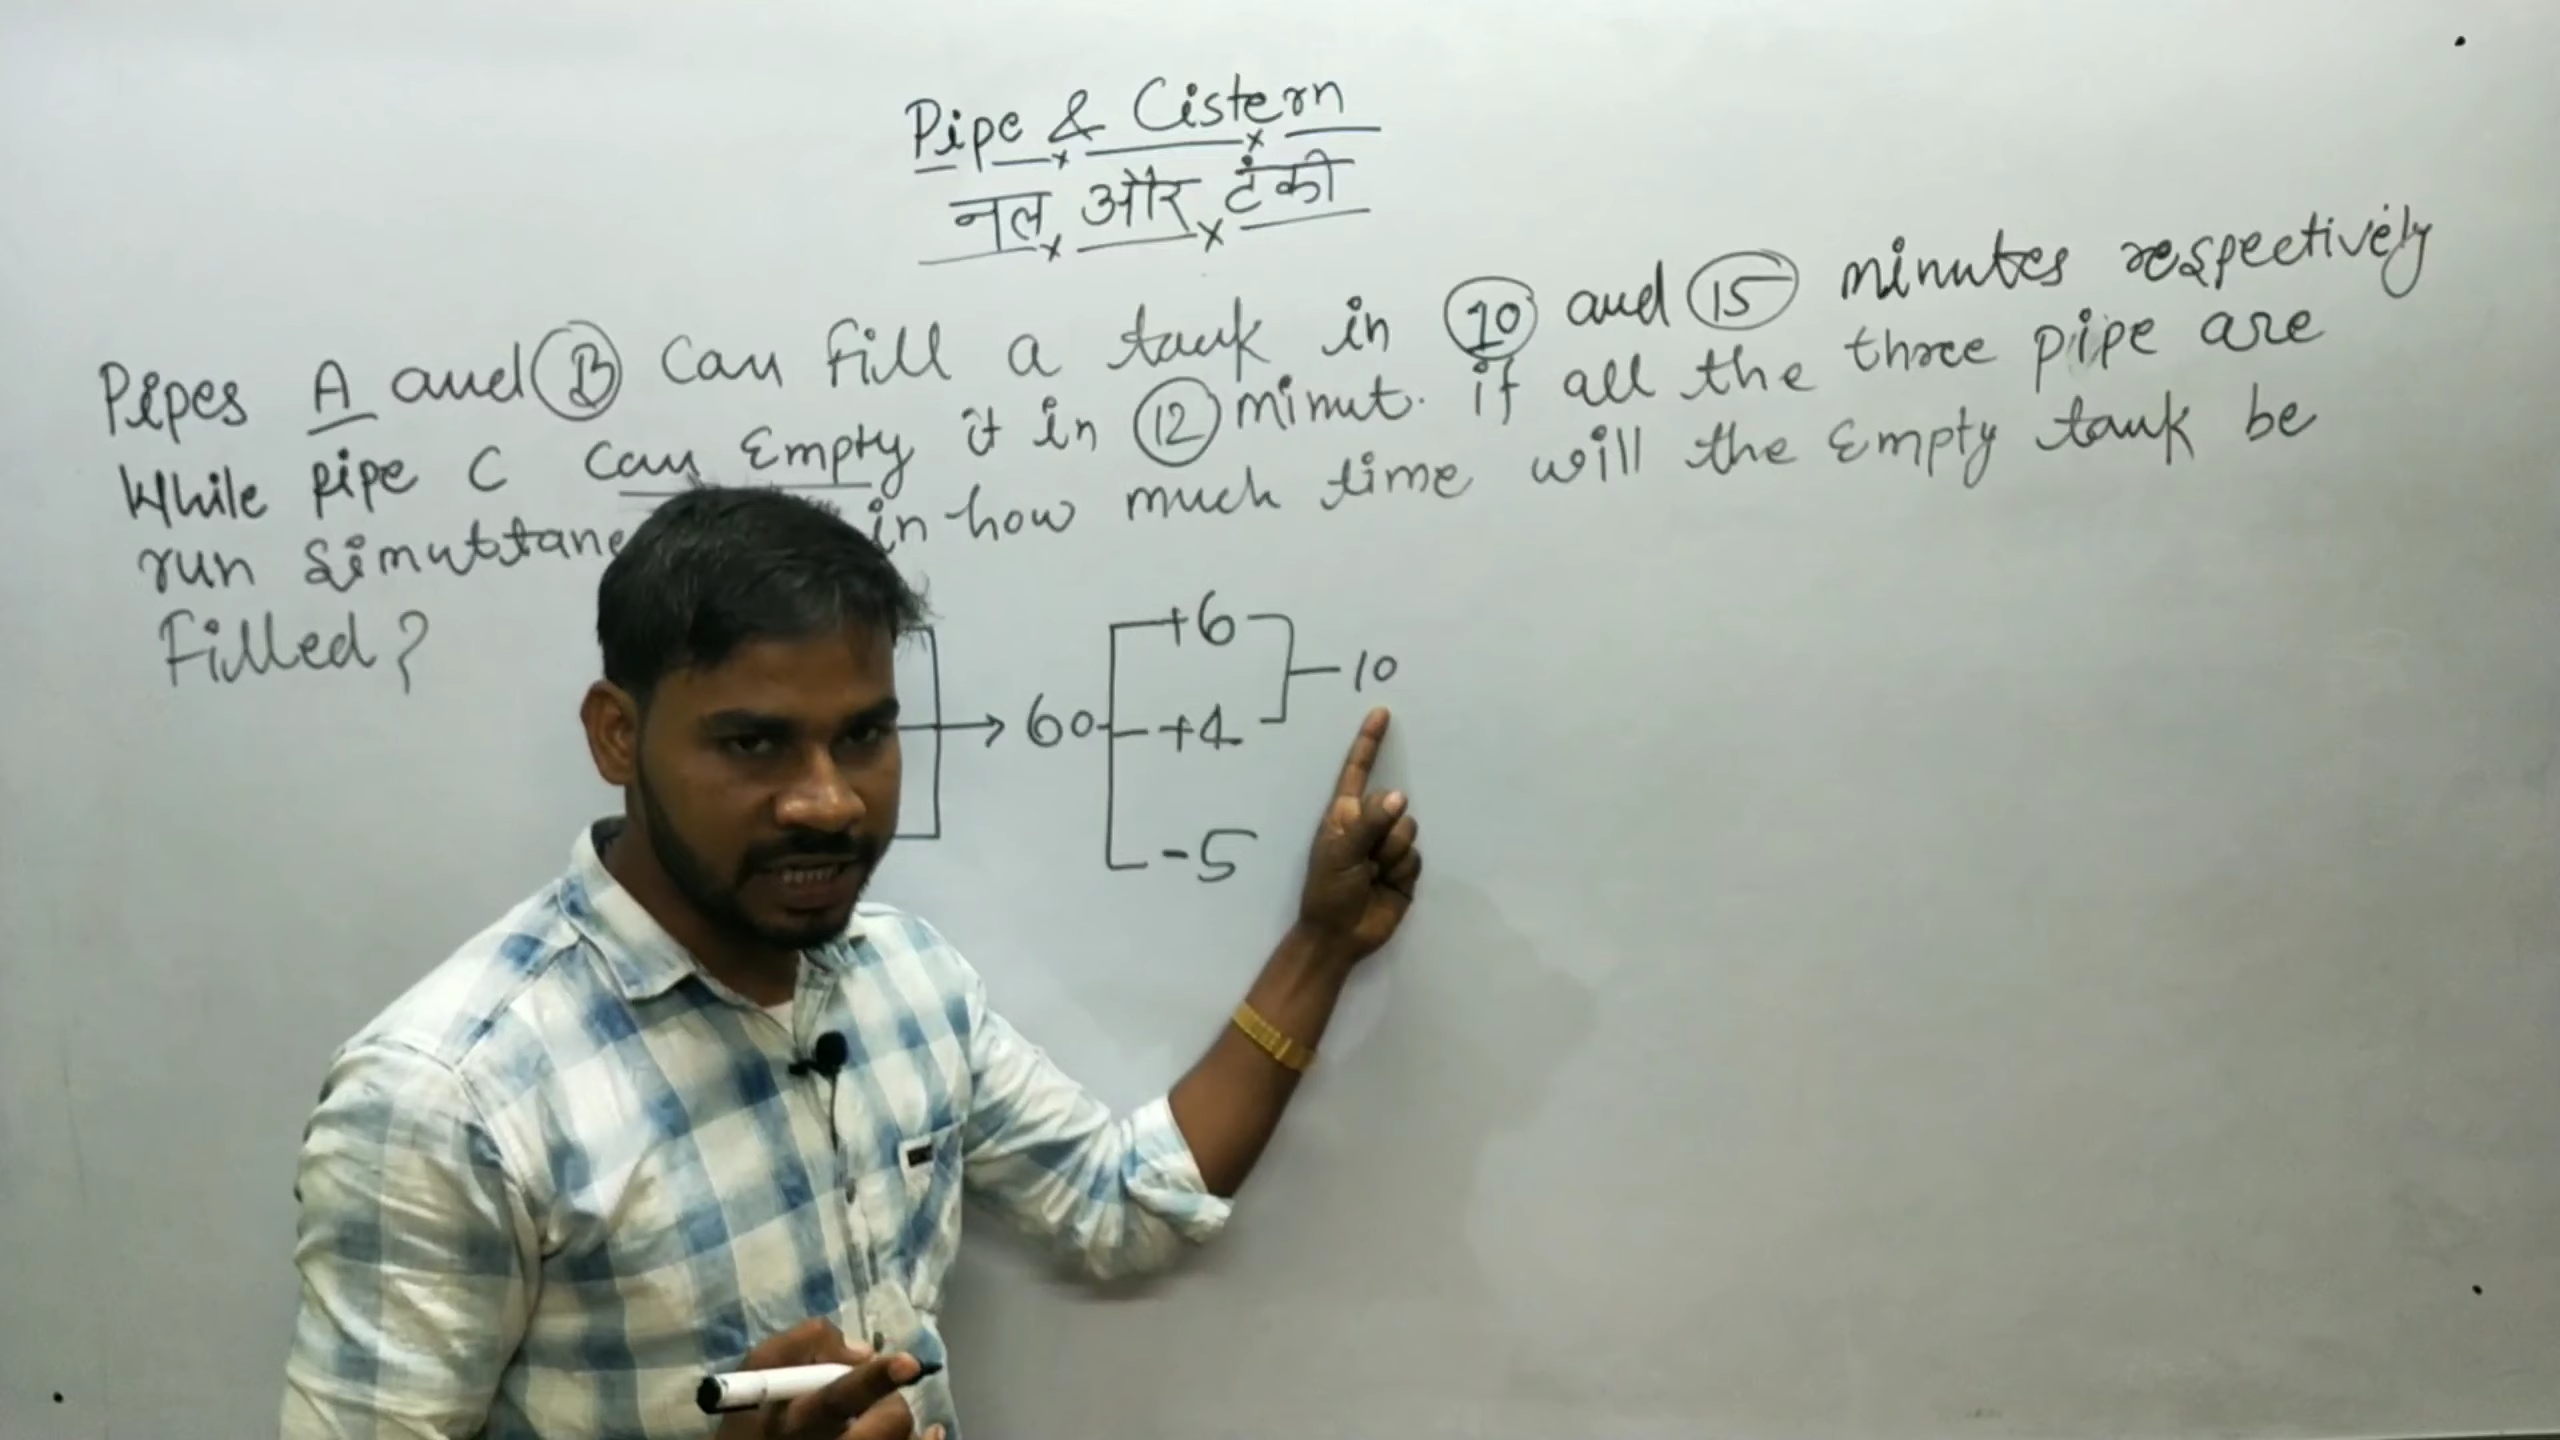 Pipe & Cistern
नल और टंकी
Pipes A and B Can fill a tank in 10 and 15 minutes respectively
While pipe C Can Empty it in 12 minut. if all the three pipe are
run in how much time will the Empty tank be
Filled?
+6
10
60 +4
-5